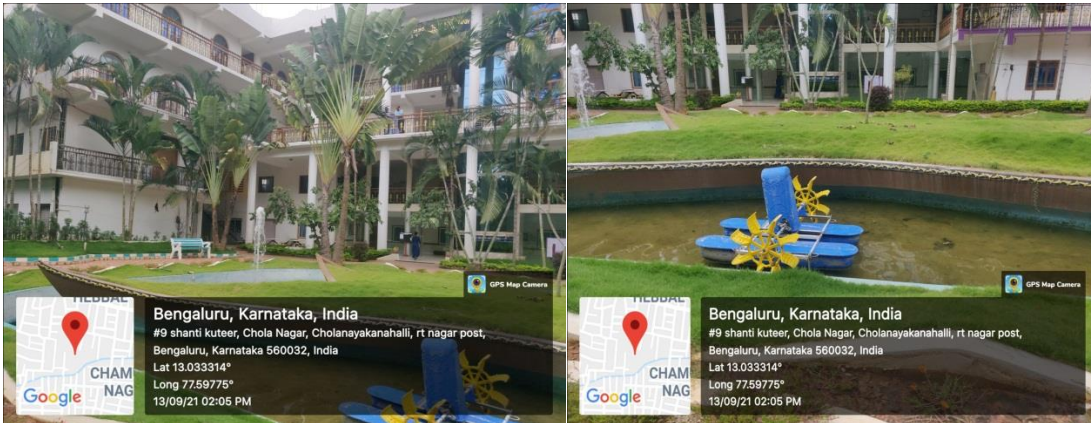 GPS Map Camera
HEBBAL
CHAM
NAG
Google
Bengaluru, Karnataka, India
#9 shanti kuteer, Chola Nagar, Cholanayakanahalli, rt nagar post,
Bengaluru, Karnataka 560032, India
Lat 13.033314°
Long 77.59775°
13/09/21 02:05 PM
GPS Map Camera
HEBBAL
CHAM
NAG
Google
Bengaluru, Karnataka, India
#9 shanti kuteer, Chola Nagar, Cholanayakanahalli, rt nagar post,
Bengaluru, Karnataka 560032, India
Lat 13.033314°
Long 77.59775°
13/09/21 02:05 PM